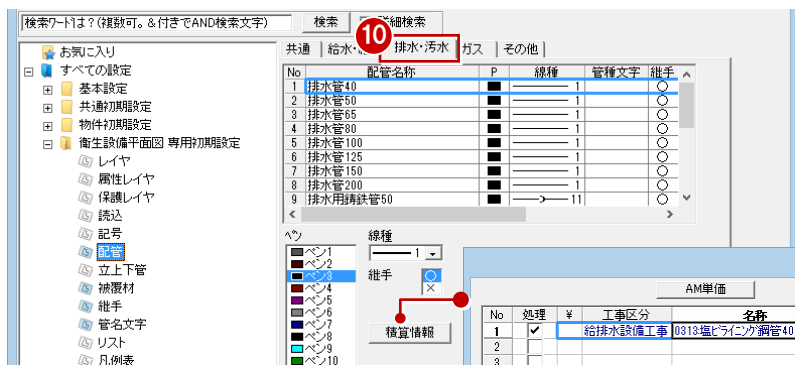 検索ワードは？(複数可。&付きでAND検索文字)
検索
詳細検索
10
お気に入り
すべての設定
基本設定
共通初期設定
物件初期設定
衛生設備平面図 専用初期設定
レイヤ
属性レイヤ
保護レイヤ
読込
記号
配管
立上下管
被覆材
継手
管名文字
リスト
凡例表
共通
給水・
排水・汚水
ガス
その他
No 配管名称 P 線種 管種文字 継手
1 排水管40 1 ○
2 排水管50 1 ○
3 排水管65 1 ○
4 排水管80 1 ○
5 排水管100 1 ○
6 排水管125 1 ○
7 排水管150 1 ○
8 排水管200 1 ○
9 排水用鋳鉄管50 11 ○
ペン
ペン1
ペン2
ペン3
ペン4
ペン5
ペン6
ペン7
ペン8
ペン9
ペン10
線種
1
継手
○
×
積算情報
AM単価
No 処理 ¥ 工事区分 名称
1 給排水設備工事 0313:塩ビライニング鋼管40
2
3